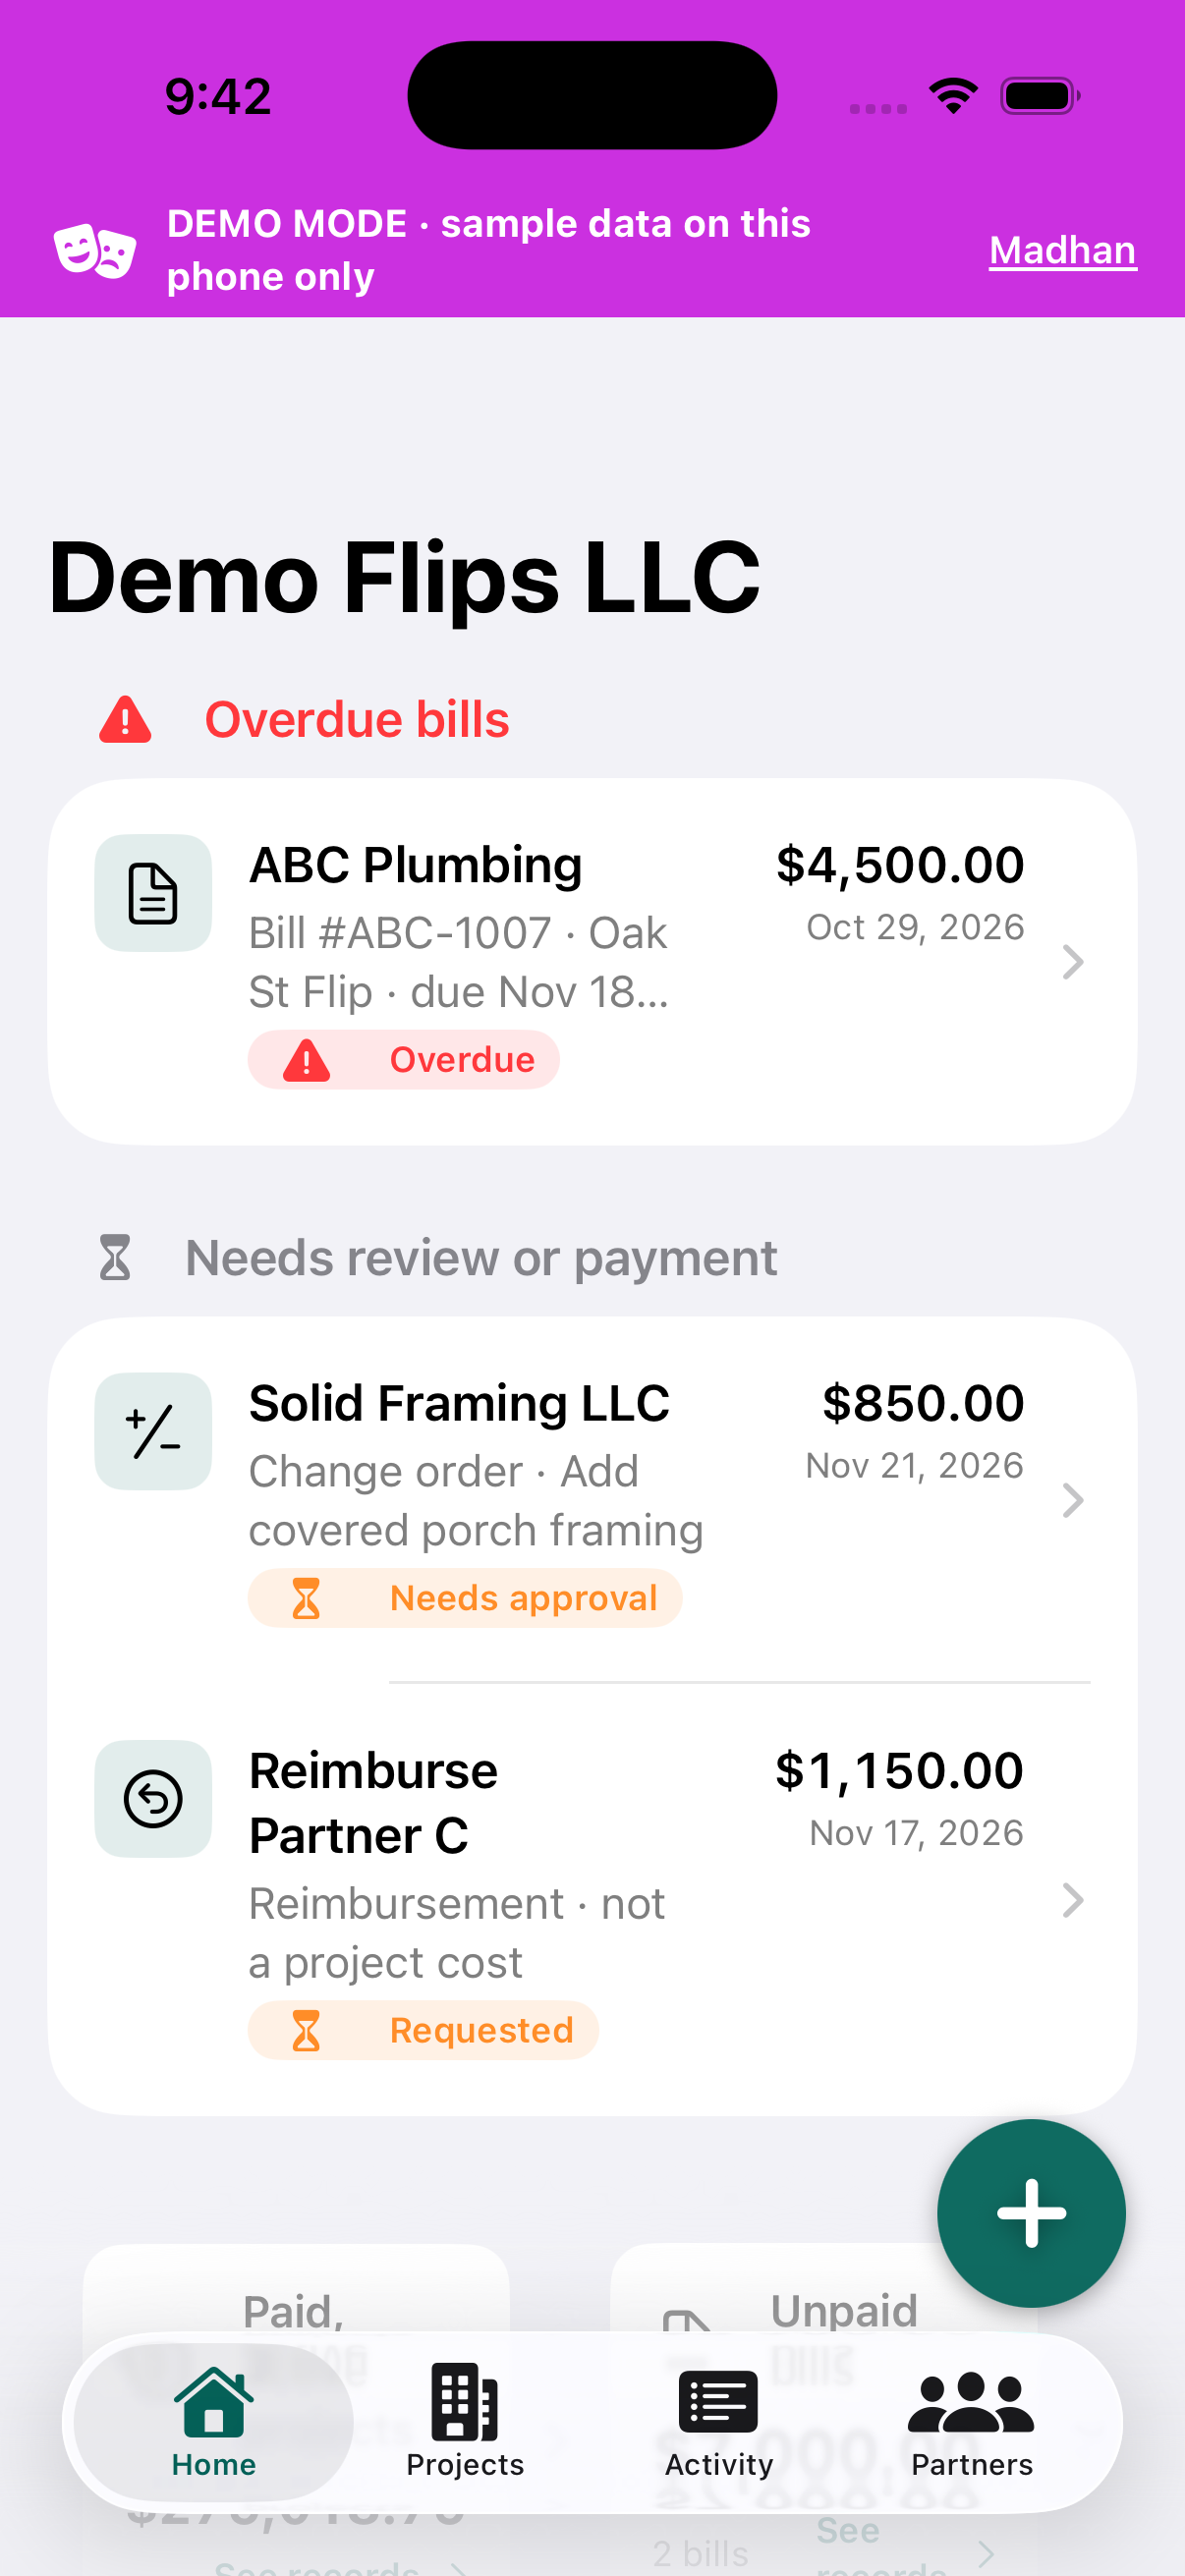 9:42
DEMO MODE · sample data on this
phone only
Madhan
Demo Flips LLC
Overdue bills
ABC Plumbing
$4,500.00
Bill #ABC-1007 · Oak
St Flip · due Nov 18...
Oct 29, 2026
Overdue
Needs review or payment
Solid Framing LLC
$850.00
Change order · Add
covered porch framing
Nov 21, 2026
Needs approval
Reimburse
Partner C
$1,150.00
Nov 17, 2026
Reimbursement · not
a project cost
Requested
Paid,
Unpaid
Home
Projects
Activity
Partners
2 bills
See
See records